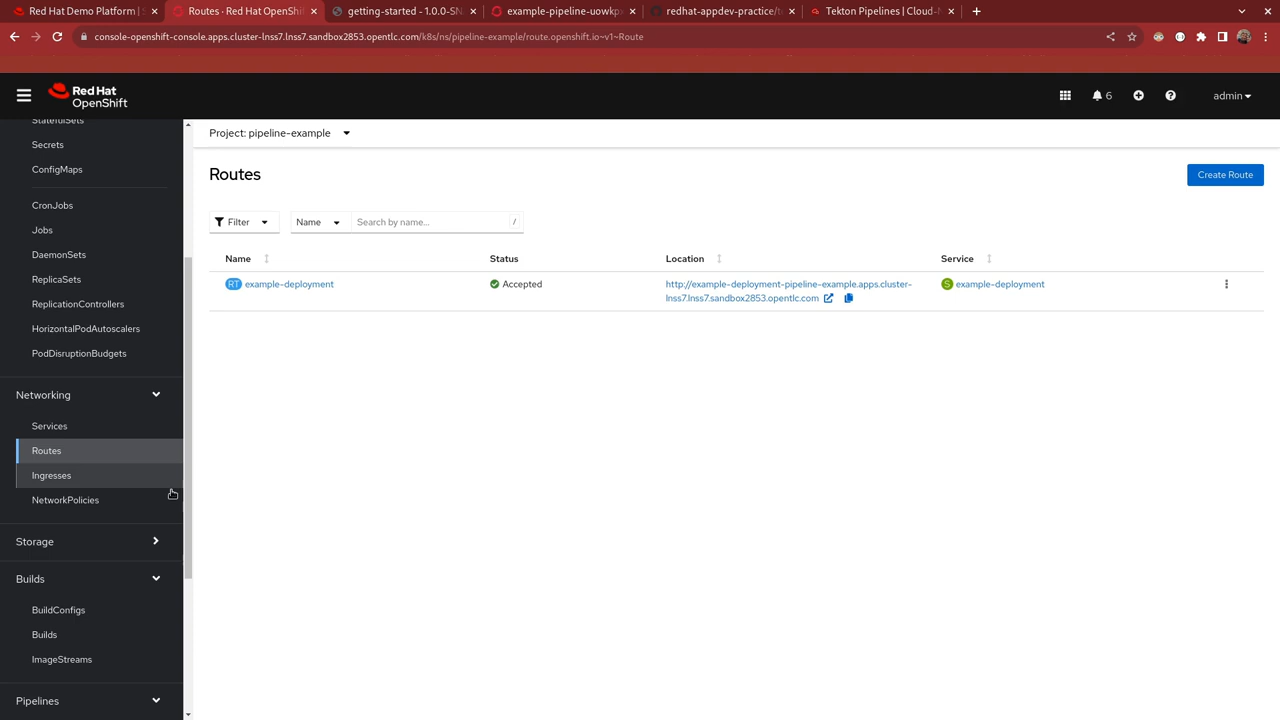 Red Hat Demo Platform | S
Routes · Red Hat OpenShif
getting-started - 1.0.0-SN
example-pipeline-uowkp
redhat-appdev-practice/t
Tekton Pipelines | Cloud-N
console-openshift-console.apps.cluster-lnss7.lnss7.sandbox2853.opentlc.com/k8s/ns/pipeline-example/route.openshift.io~v1~Route
Red Hat
OpenShift
6
admin
StatefulSets
Secrets
ConfigMaps
CronJobs
Jobs
DaemonSets
ReplicaSets
ReplicationControllers
HorizontalPodAutoscalers
PodDisruptionBudgets
Networking
Services
Routes
Ingresses
NetworkPolicies
Storage
Builds
BuildConfigs
Builds
ImageStreams
Pipelines
Project: pipeline-example
Routes
Create Route
Filter
Name
Search by name...
/
Name
Status
Location
Service
RT example-deployment
Accepted
http://example-deployment-pipeline-example.apps.cluster-
lnss7.lnss7.sandbox2853.opentlc.com
S example-deployment